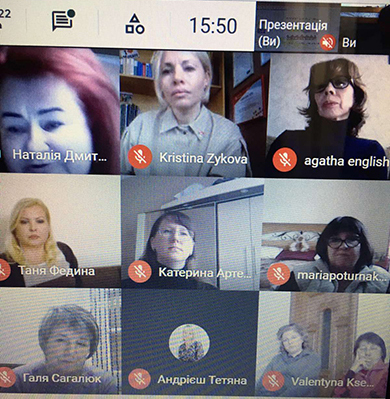 22
15:50
Презентація
(Ви)
Ви
Наталія Дмит...
Kristina Zykova
agatha english
Таня Федина
Катерина Арте...
mariapoturnak
Галя Сагалюк
Андрієш Тетяна
Valentyna Kse...